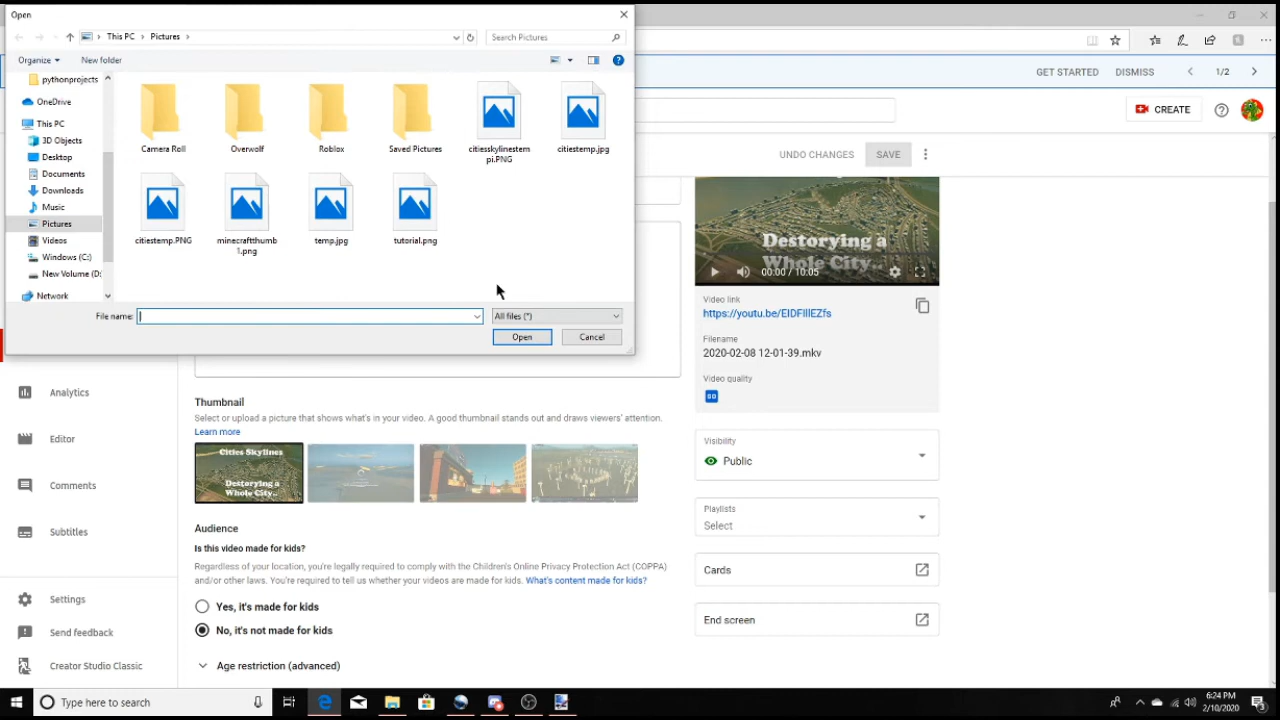 Open
This PC > Pictures >
Search Pictures
Organize
New folder
pythonprojects
OneDrive
This PC
3D Objects
Desktop
Documents
Downloads
Music
Pictures
Videos
Windows (C:)
New Volume (D:
Network
Camera Roll
Overwolf
Roblox
Saved Pictures
citiesskylinestem
pi.PNG
citiestemp.jpg
citiestemp.PNG
minecraftthumb
1.png
temp.jpg
tutorial.png
File name:
All files (*)
Open
Cancel
GET STARTED
DISMISS
1/2
CREATE
UNDO CHANGES
SAVE
Destorying a
Whole City..
00:00 / 10:05
Video link
https://youtu.be/EIDFIllEZfs
Filename
2020-02-08 12-01-39.mkv
Video quality
SD
Visibility
Public
Playlists
Select
Cards
End screen
Analytics
Editor
Comments
Subtitles
Settings
Send feedback
Creator Studio Classic
Thumbnail
Select or upload a picture that shows what's in your video. A good thumbnail stands out and draws viewers' attention.
Learn more
Cities Skylines
Destorying a
Whole City..
Audience
Is this video made for kids?
Regardless of your location, you're legally required to comply with the Children's Online Privacy Protection Act (COPPA)
and/or other laws. You're required to tell us whether your videos are made for kids. What's content made for kids?
Yes, it's made for kids
No, it's not made for kids
Age restriction (advanced)
Type here to search
6:24 PM
2/10/2020
3